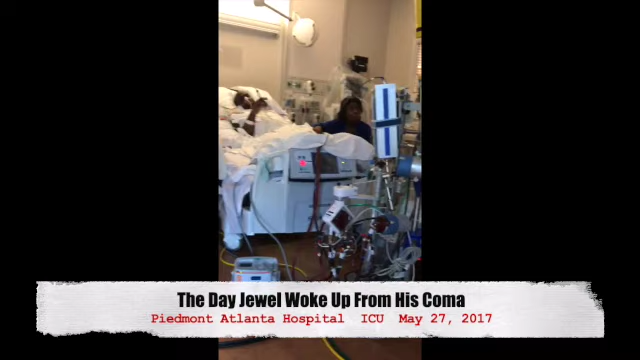 The Day Jewel Woke Up From His Coma
Piedmont Atlanta Hospital ICU May 27, 2017